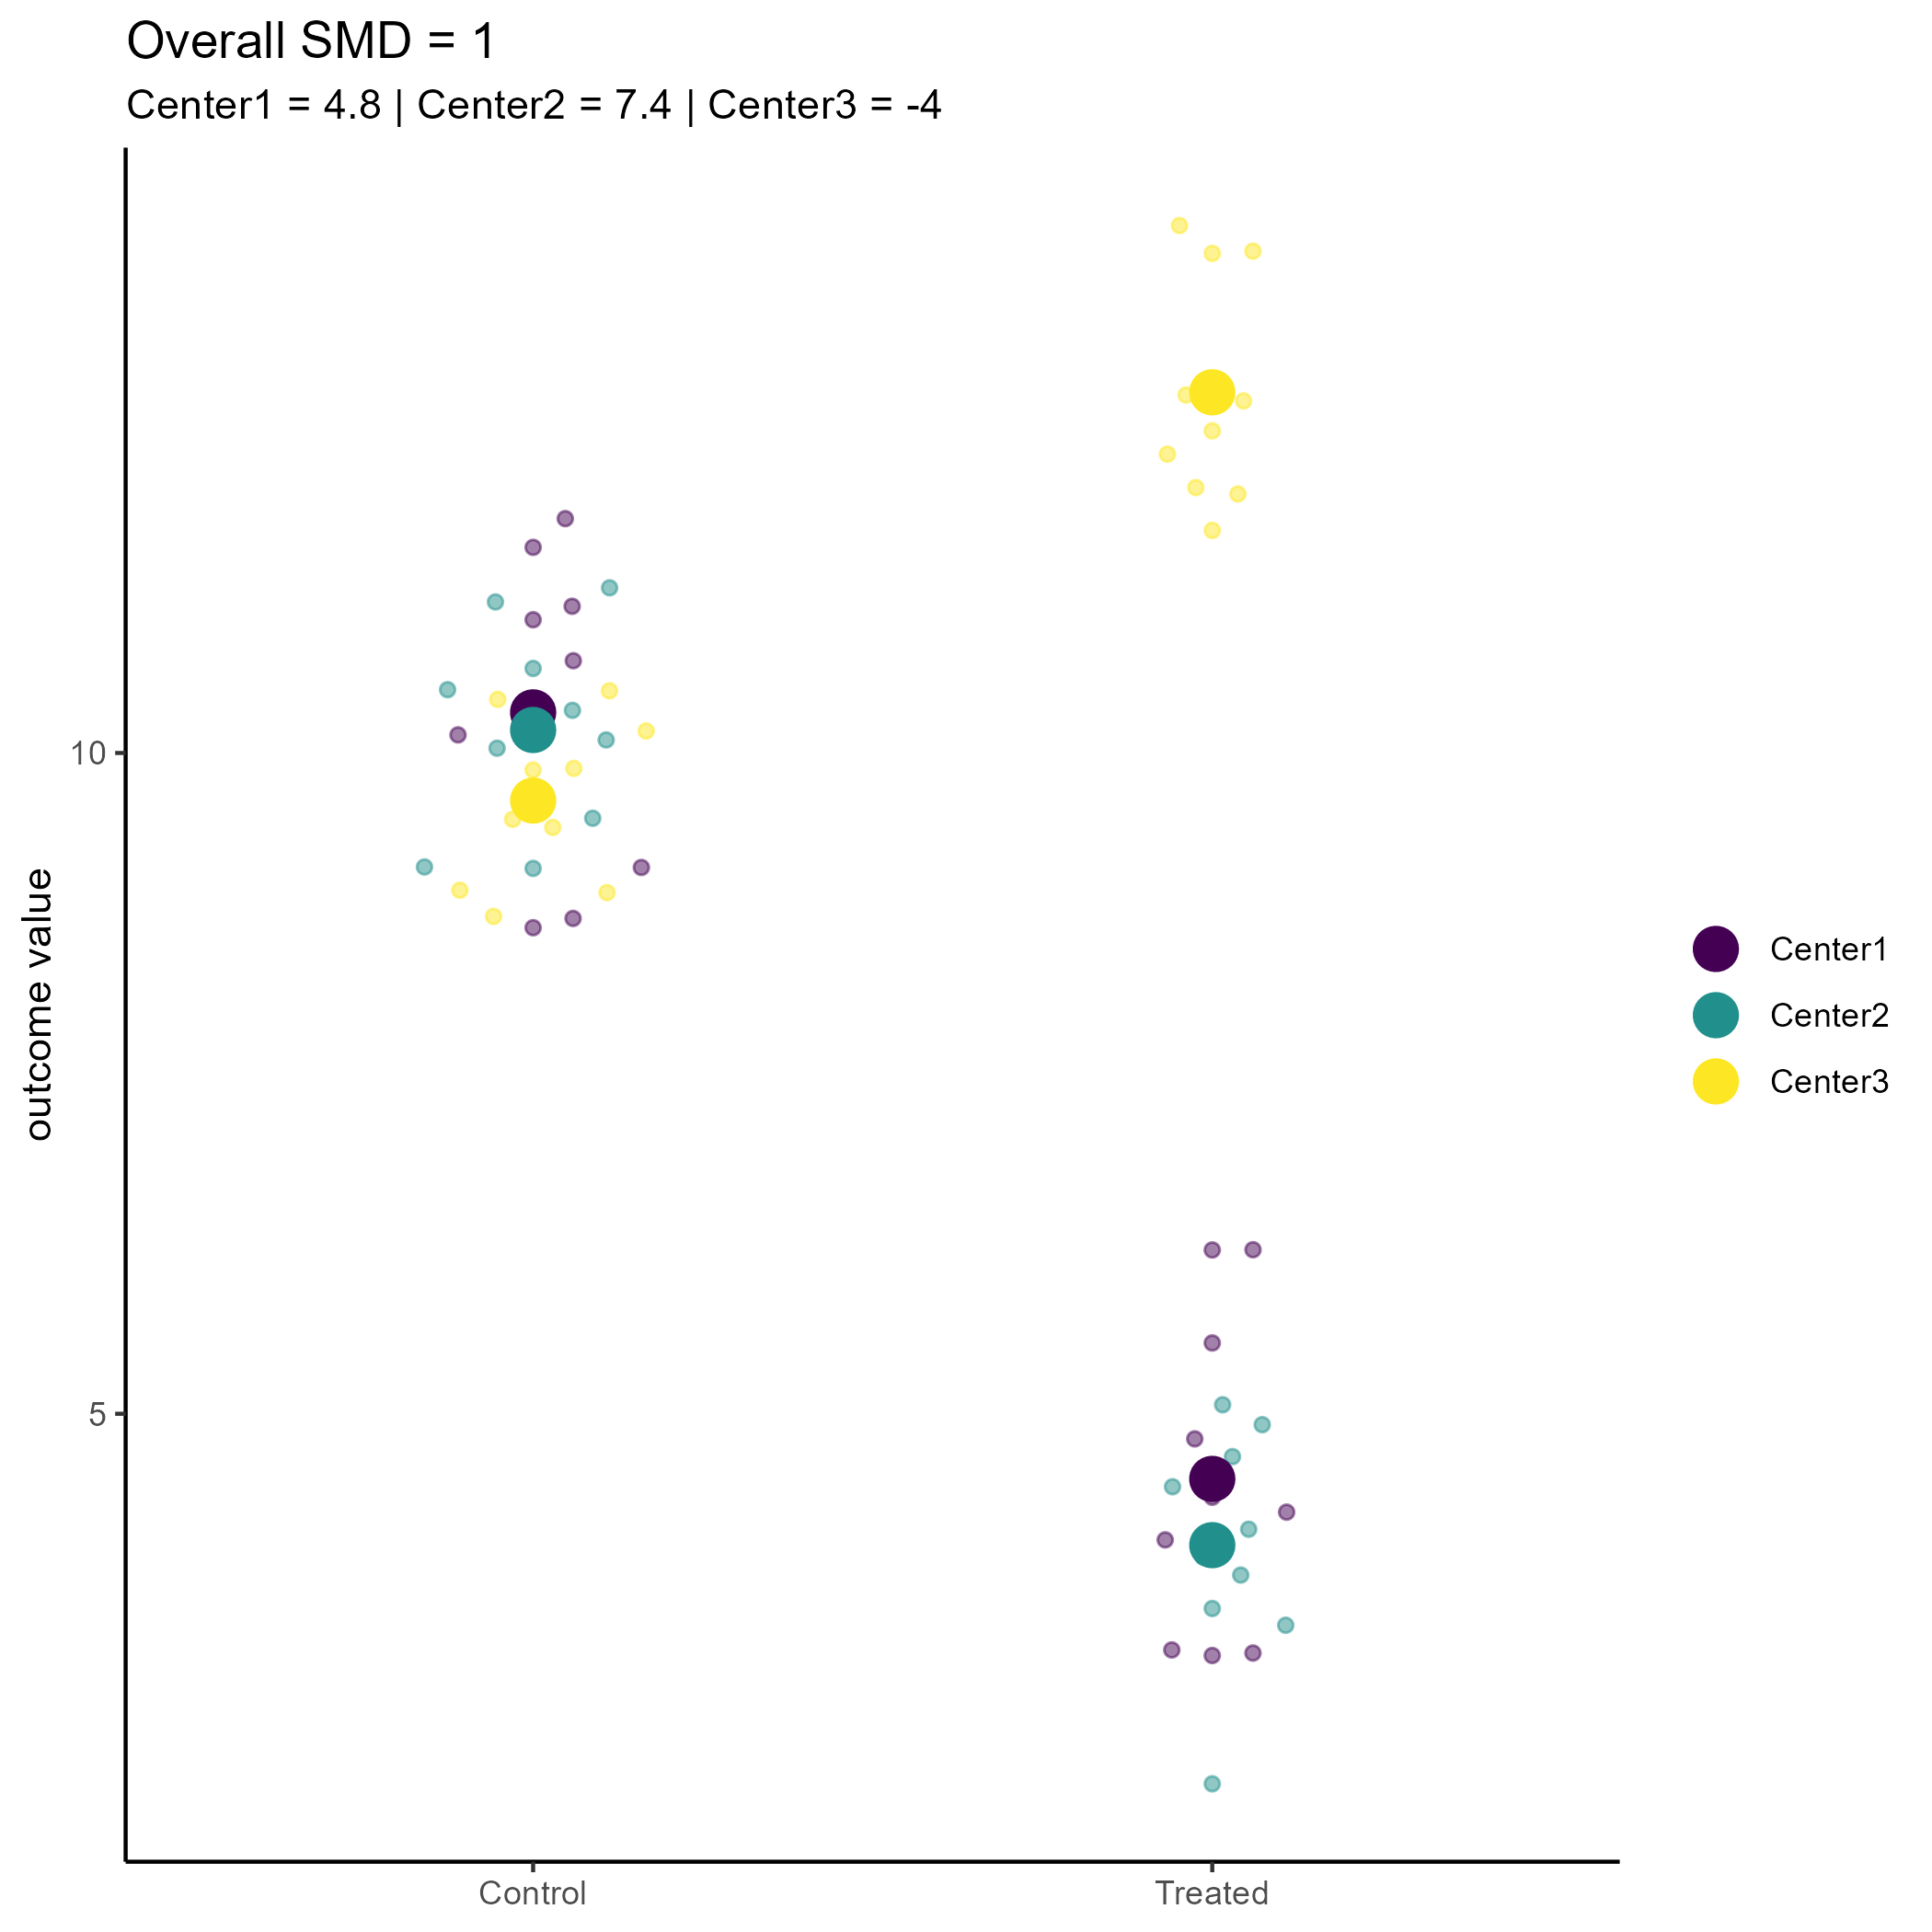 Overall SMD = 1
Center1 = 4.8 | Center2 = 7.4 | Center3 = -4
outcome value
10
5
Control
Treated
Center1
Center2
Center3